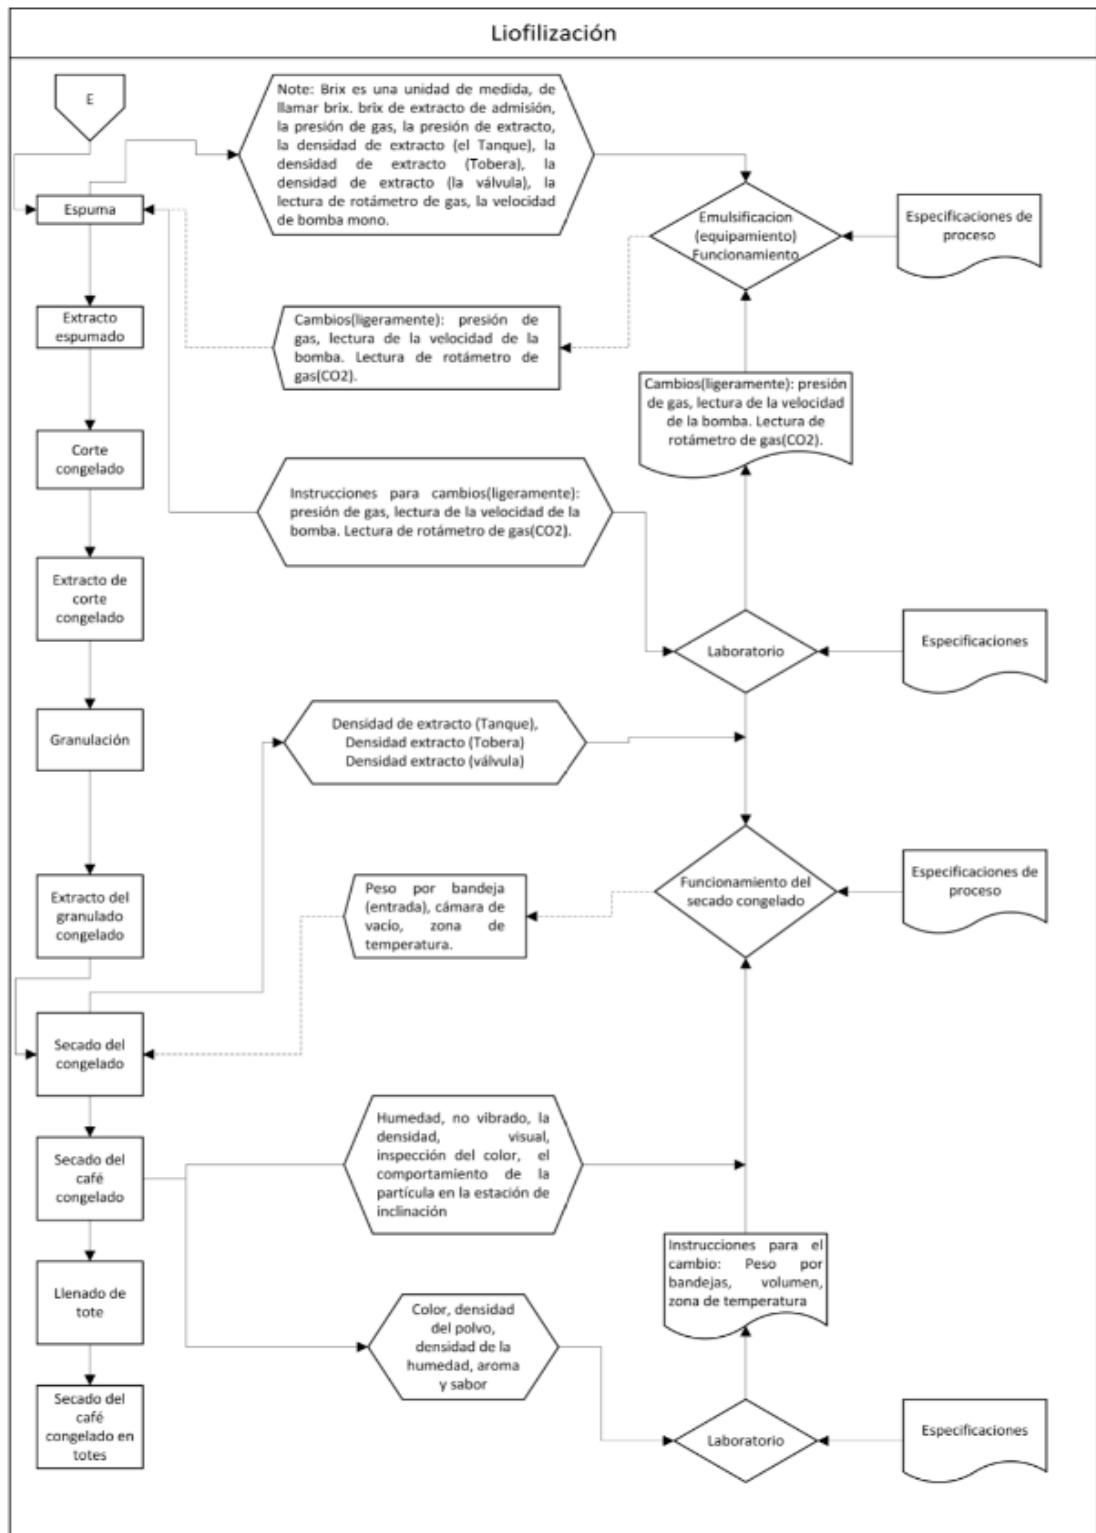 Liofilización
E
Note: Brix es una unidad de medida, de
llamar brix. brix de extracto de admisión,
la presión de gas, la presión de extracto,
la densidad de extracto (el Tanque), la
densidad de extracto (Tobera), la
densidad de extracto (la válvula), la
lectura de rotámetro de gas, la velocidad
de bomba mono.
Espuma
Emulsificacion
(equipamiento)
Funcionamiento
Especificaciones de
proceso
Extracto
espumado
Cambios(ligeramente): presión de
gas, lectura de la velocidad de la
bomba. Lectura de rotámetro de
gas(CO2).
Cambios(ligeramente): presión
de gas, lectura de la velocidad
de la bomba. Lectura de
rotámetro de gas(CO2).
Corte
congelado
Instrucciones para cambios(ligeramente):
presión de gas, lectura de la velocidad de la
bomba. Lectura de rotámetro de gas(CO2).
Extracto de
corte
congelado
Laboratorio
Especificaciones
Granulación
Densidad de extracto (Tanque),
Densidad extracto (Tobera)
Densidad extracto (válvula)
Extracto del
granulado
congelado
Peso por bandeja
(entrada), cámara de
vacío, zona de
temperatura.
Funcionamiento del
secado congelado
Especificaciones de
proceso
Secado del
congelado
Secado del
café
congelado
Humedad, no vibrado, la
densidad, visual,
inspección del color, el
comportamiento de la
partícula en la estación de
inclinación
Llenado de
tote
Instrucciones para el
cambio: Peso por
bandejas, volumen,
zona de temperatura
Color, densidad
del polvo,
densidad de la
humedad, aroma
y sabor
Secado del
café
congelado en
totes
Laboratorio
Especificaciones